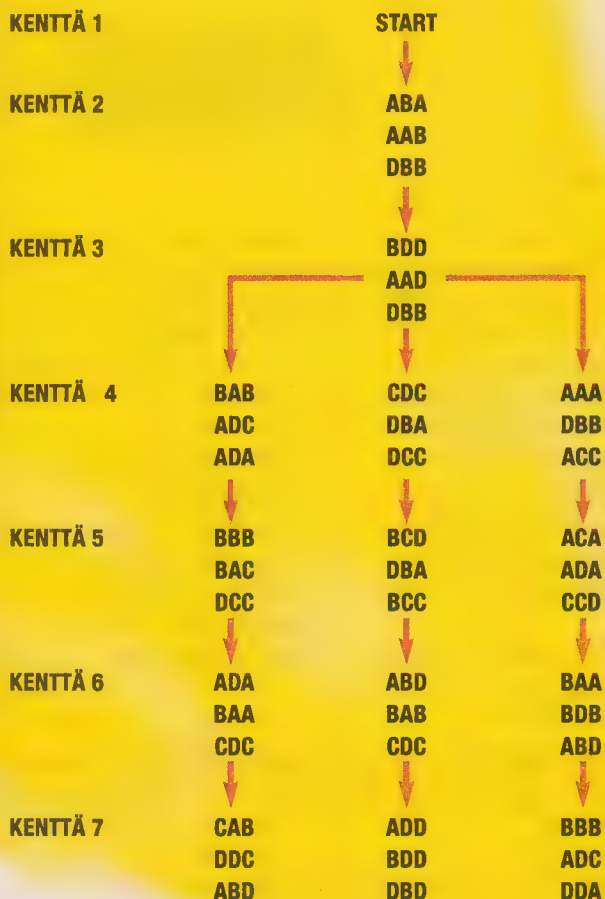 KENTTÄ 1 START
KENTTÄ 2 ABA
AAB
DBB
KENTTÄ 3 BDD
AAD
DBB
KENTTÄ 4 BAB CDC AAA
ADC DBA DBB
ADA DCC ACC
KENTTÄ 5 BBB BCD ACA
BAC DBA ADA
DCC BCC CCD
KENTTÄ 6 ADA ABD BAA
BAA BAB BDB
CDC CDC ABD
KENTTÄ 7 CAB ADD BBB
DDC BDD ADC
ABD DBD DDA